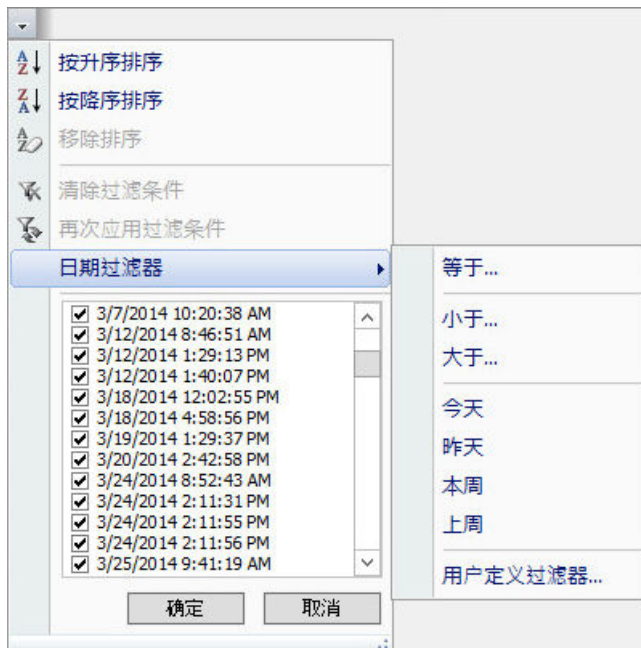 按升序排序
按降序排序
移除排序
清除过滤条件
再次应用过滤条件
日期过滤器
3/7/2014 10:20:38 AM
3/12/2014 8:46:51 AM
3/12/2014 1:29:13 PM
3/12/2014 1:40:07 PM
3/18/2014 12:02:55 PM
3/18/2014 4:58:56 PM
3/19/2014 1:29:37 PM
3/20/2014 2:42:58 PM
3/24/2014 8:52:43 AM
3/24/2014 2:11:31 PM
3/24/2014 2:11:55 PM
3/24/2014 2:11:56 PM
3/25/2014 9:41:19 AM
确定 取消
等于...
小于...
大于...
今天
昨天
本周
上周
用户定义过滤器...